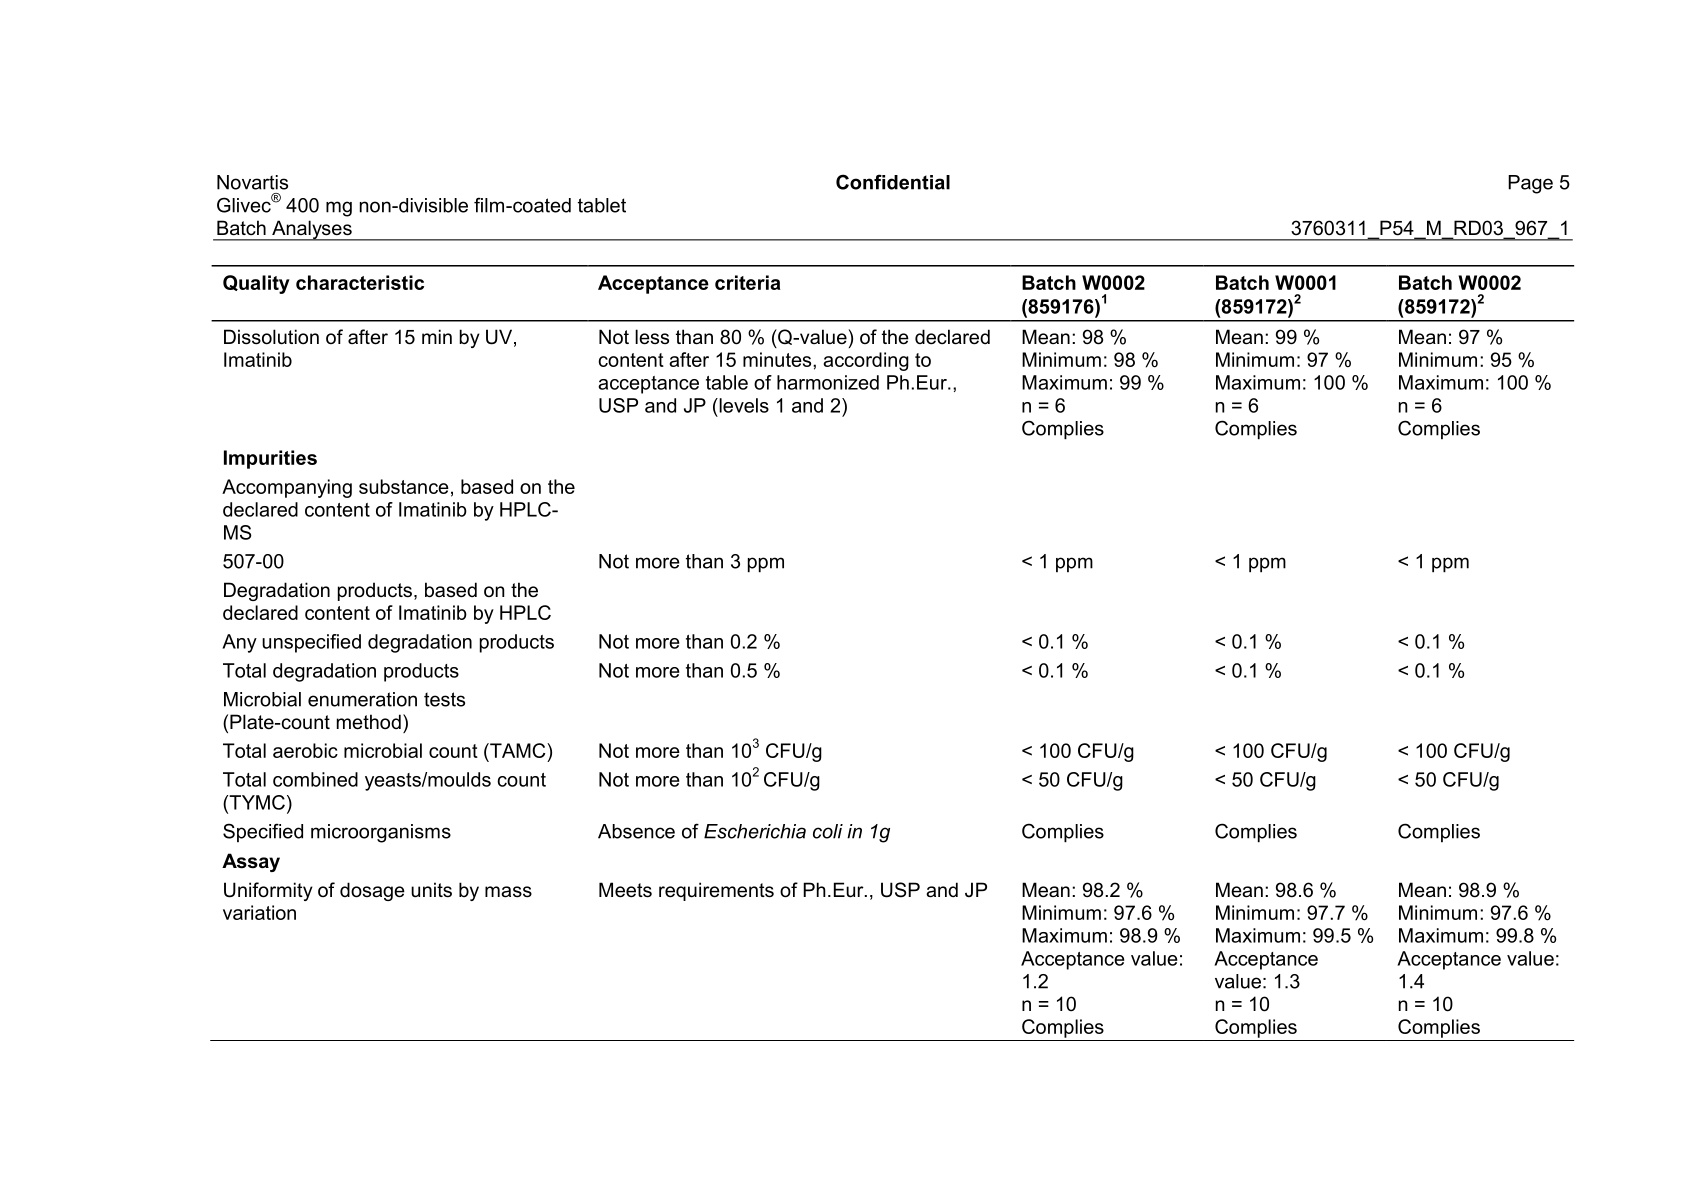 Novartis Confidential Page 5
Glivec® 400 mg non-divisible film-coated tablet
Batch Analyses 3760311_P54_M_RD03_967_1
Quality characteristic Acceptance criteria Batch W0002 Batch W0001 Batch W0002
(859176)1 (859172)2 (859172)2
Dissolution of after 15 min by UV, Not less than 80 % (Q-value) of the declared Mean: 98 % Mean: 99 % Mean: 97 %
Imatinib content after 15 minutes, according to Minimum: 98 % Minimum: 97 % Minimum: 95 %
acceptance table of harmonized Ph.Eur., Maximum: 99 % Maximum: 100 % Maximum: 100 %
USP and JP (levels 1 and 2) n = 6 n = 6 n = 6
Complies Complies Complies
Impurities
Accompanying substance, based on the
declared content of Imatinib by HPLC-
MS
507-00 Not more than 3 ppm < 1 ppm < 1 ppm < 1 ppm
Degradation products, based on the
declared content of Imatinib by HPLC
Any unspecified degradation products Not more than 0.2 % < 0.1 % < 0.1 % < 0.1 %
Total degradation products Not more than 0.5 % < 0.1 % < 0.1 % < 0.1 %
Microbial enumeration tests
(Plate-count method)
Total aerobic microbial count (TAMC) Not more than 10³ CFU/g < 100 CFU/g < 100 CFU/g < 100 CFU/g
Total combined yeasts/moulds count Not more than 10² CFU/g < 50 CFU/g < 50 CFU/g < 50 CFU/g
(TYMC)
Specified microorganisms Absence of Escherichia coli in 1g Complies Complies Complies
Assay
Uniformity of dosage units by mass Meets requirements of Ph.Eur., USP and JP Mean: 98.2 % Mean: 98.6 % Mean: 98.9 %
variation Minimum: 97.6 % Minimum: 97.7 % Minimum: 97.6 %
Maximum: 98.9 % Maximum: 99.5 % Maximum: 99.8 %
Acceptance value: Acceptance Acceptance value:
1.2 value: 1.3 1.4
n = 10 n = 10 n = 10
Complies Complies Complies